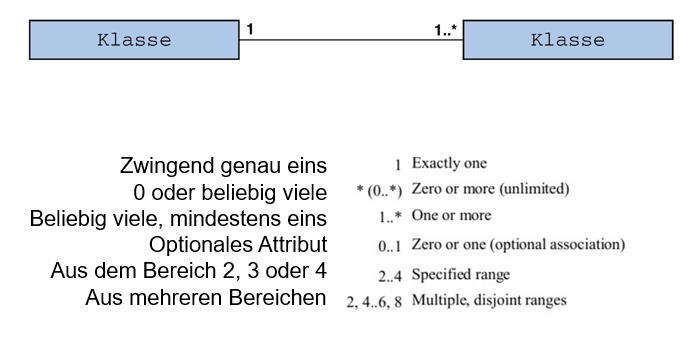 Klasse 1 1..* Klasse
Zwingend genau eins 1 Exactly one
0 oder beliebig viele * (0..*) Zero or more (unlimited)
Beliebig viele, mindestens eins 1..* One or more
Optionales Attribut 0..1 Zero or one (optional association)
Aus dem Bereich 2, 3 oder 4 2..4 Specified range
Aus mehreren Bereichen 2, 4..6, 8 Multiple, disjoint ranges